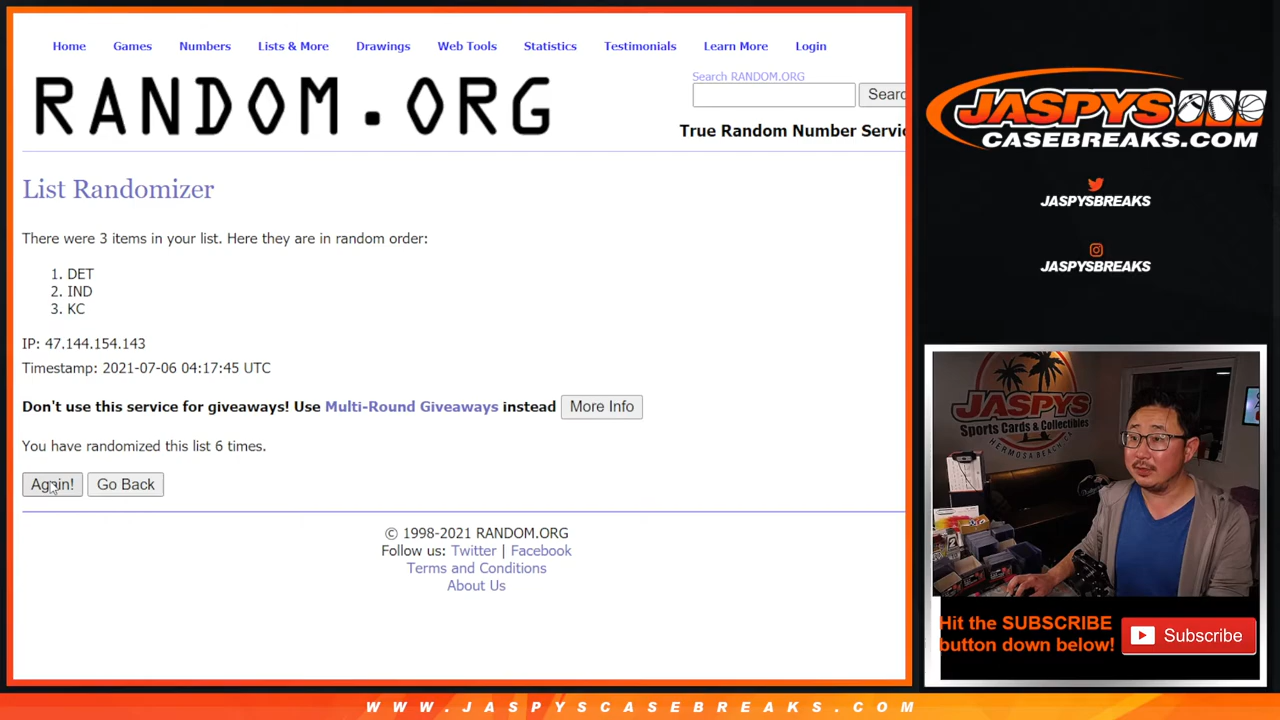 Home Games Numbers Lists & More Drawings Web Tools Statistics Testimonials Learn More Login
Search RANDOM.ORG
RANDOM.ORG
Searc
True Random Number Servic
List Randomizer
There were 3 items in your list. Here they are in random order:
1. DET
2. IND
3. KC
IP: 47.144.154.143
Timestamp: 2021-07-06 04:17:45 UTC
Don't use this service for giveaways! Use Multi-Round Giveaways instead More Info
You have randomized this list 6 times.
Again! Go Back
© 1998-2021 RANDOM.ORG
Follow us: Twitter | Facebook
Terms and Conditions
About Us
JASPYS
CASEBREAKS.COM
JASPYSBREAKS
JASPYSBREAKS
JASPYS
Sports Cards & Collectibles
HERMOSA BEACH, CA
Hit the SUBSCRIBE
button down below!
Subscribe
WWW.JASPYSCASEBREAKS.COM